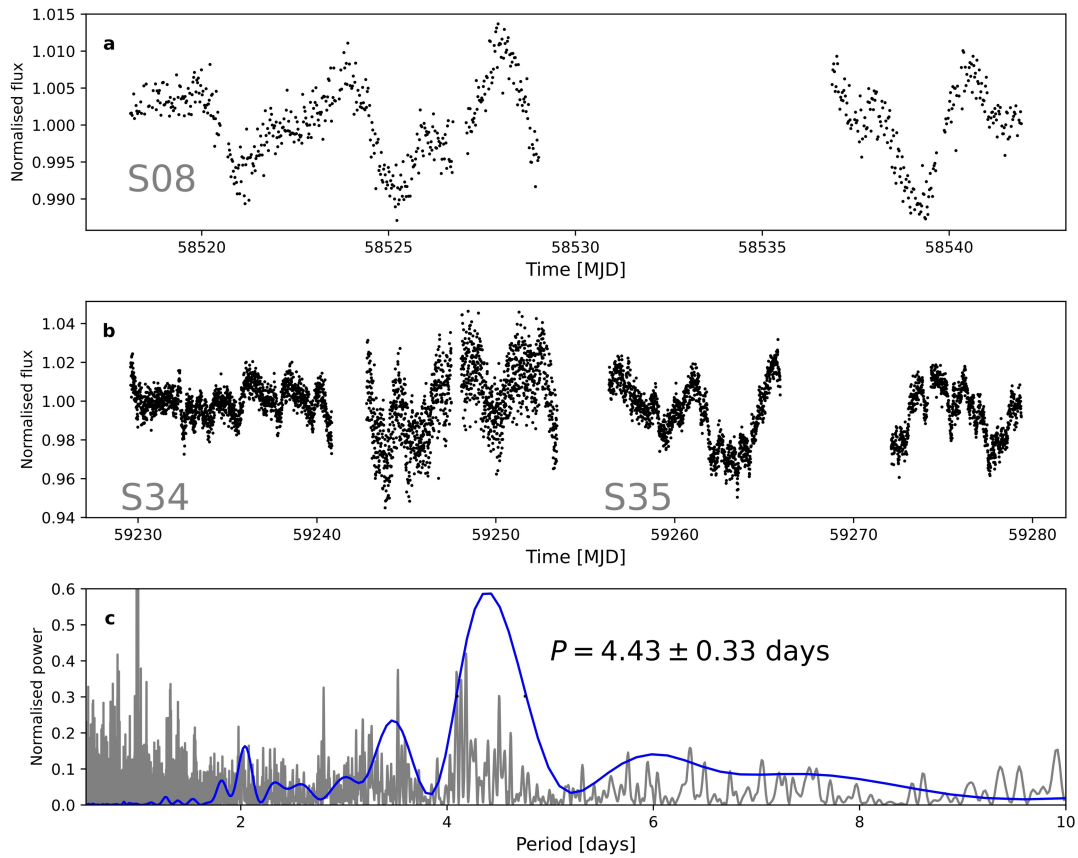 a
Normalised flux
1.015
1.010
1.005
1.000
0.995
0.990
S08
58520 58525 58530 58535 58540
Time [MJD]
b
Normalised flux
1.04
1.02
1.00
0.98
0.96
0.94
S34 S35
59230 59240 59250 59260 59270 59280
Time [MJD]
c
Normalised power
0.6
0.5
0.4
0.3
0.2
0.1
0.0
P = 4.43 ± 0.33 days
2 4 6 8 10
Period [days]